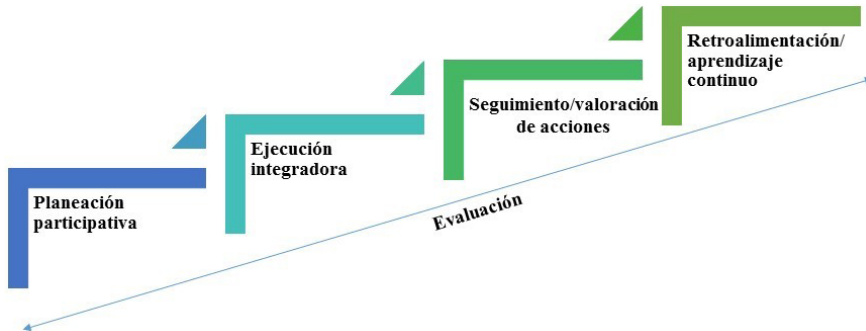 Planeación
participativa
Ejecución
integradora
Seguimiento/valoración
de acciones
Retroalimentación/
aprendizaje
continuo
Evaluación